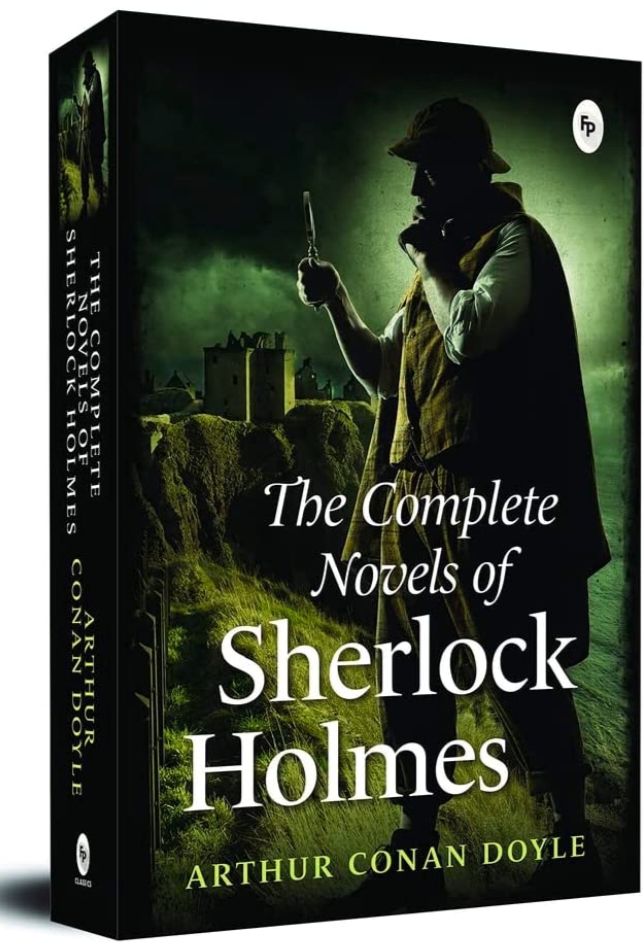 FP
The Complete
Novels of
Sherlock
Holmes
ARTHUR CONAN DOYLE
THE COMPLETE
NOVELS OF
SHERLOCK HOLMES
ARTHUR
CONAN DOYLE
FP
CLASSICS